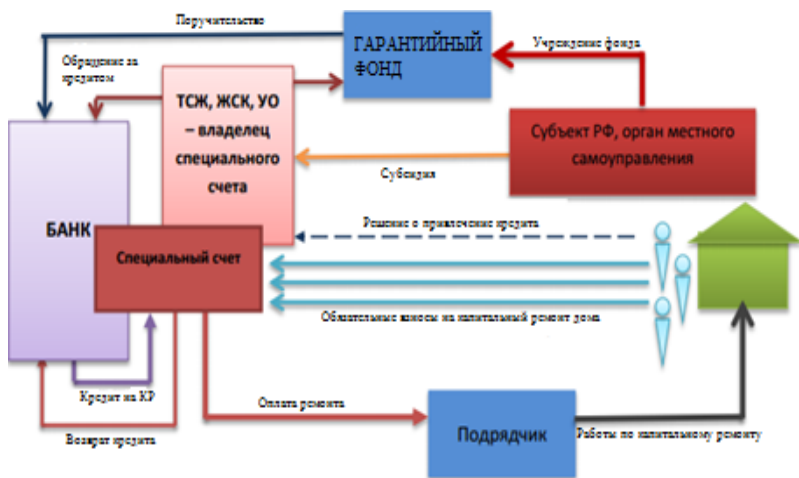 Поручительство
ГАРАНТИЙНЫЙ
ФОНД
Учреждение фонда
Обращение за
кредитом
ТСЖ, ЖСК, УО
– владелец
специального
счета
Субъект РФ, орган местного
самоуправления
Субсидия
БАНК
Решение о привлечение кредита
Специальный счет
Обязательные взносы на капитальный ремонт дома
Кредит на КР
Оплата ремонта
Возврат кредита
Подрядчик
Работы по капитальному ремонту